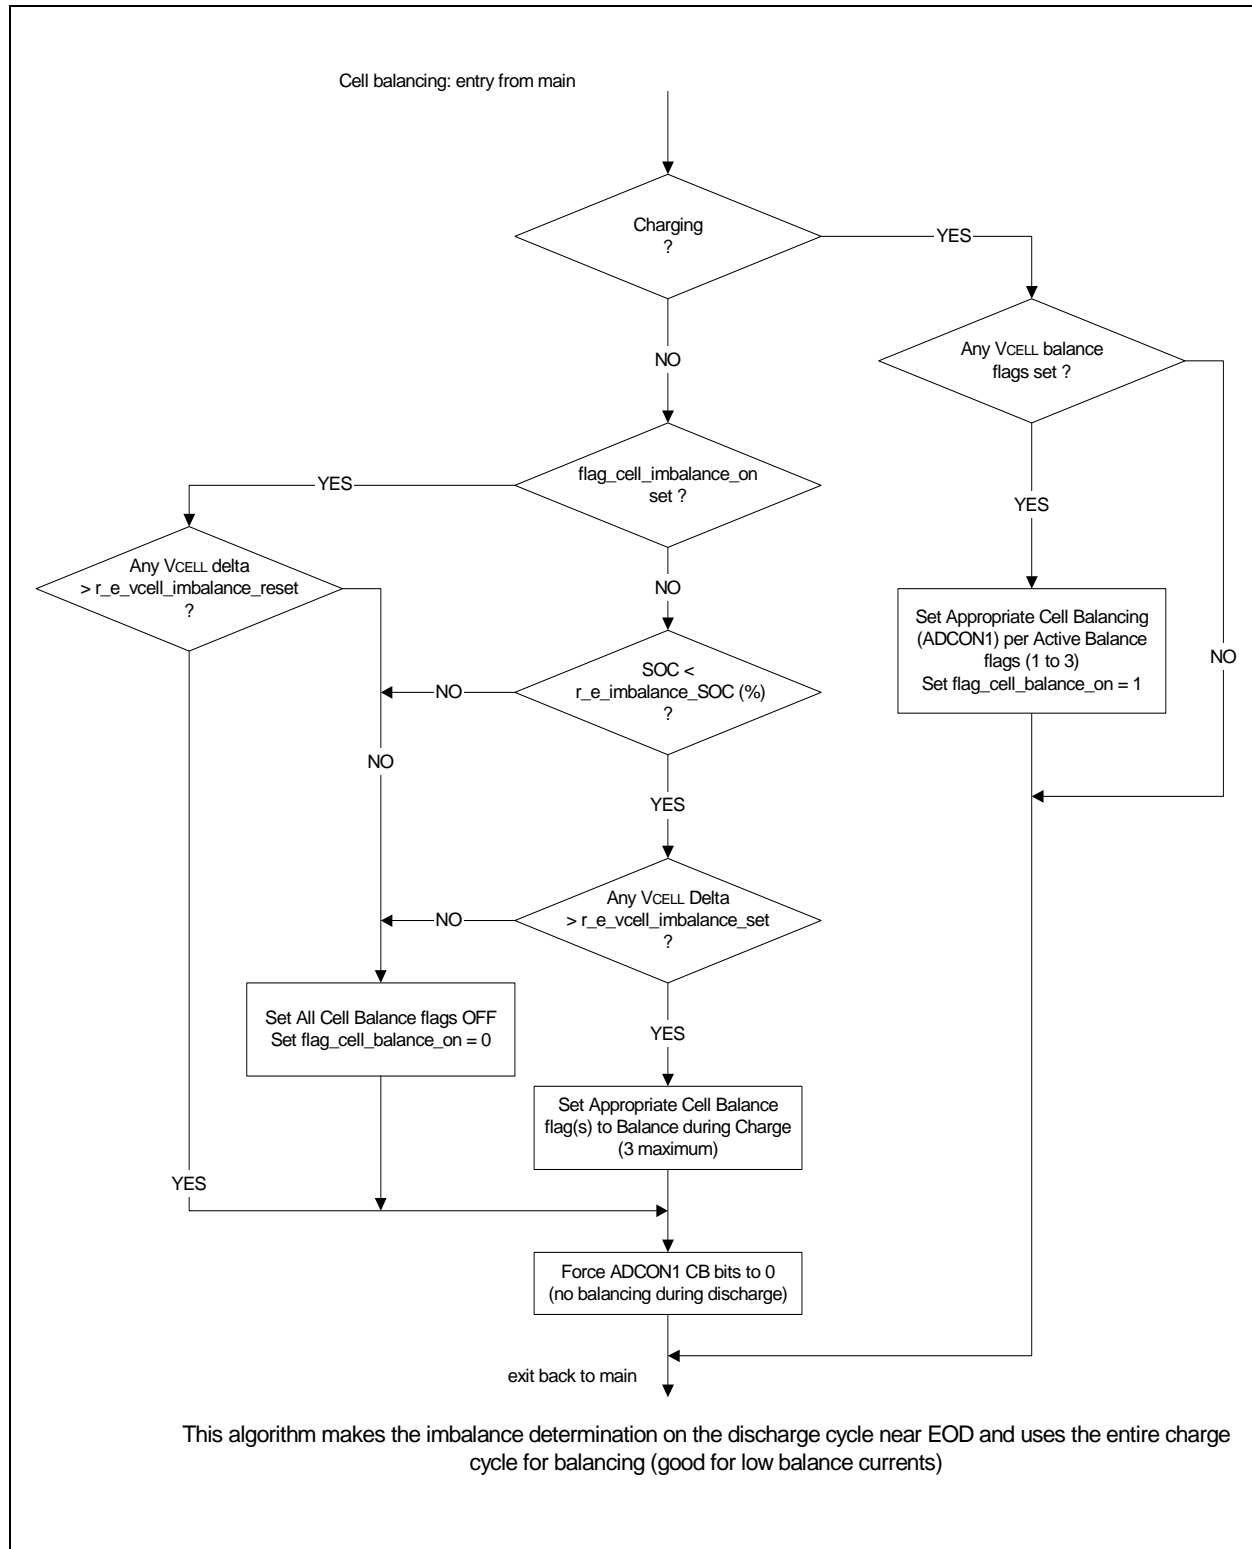 Cell balancing: entry from main
Charging
?
YES
NO
Any VCELL balance
flags set ?
flag_cell_imbalance_on
set ?
YES
YES
NO
Any VCELL delta
> r_e_vcell_imbalance_reset
?
Set Appropriate Cell Balancing
(ADCON1) per Active Balance
flags (1 to 3)
Set flag_cell_balance_on = 1
NO
SOC <
r_e_imbalance_SOC (%)
?
NO
NO
YES
Any VCELL Delta
> r_e_vcell_imbalance_set
?
NO
Set All Cell Balance flags OFF
Set flag_cell_balance_on = 0
YES
Set Appropriate Cell Balance
flag(s) to Balance during Charge
(3 maximum)
YES
Force ADCON1 CB bits to 0
(no balancing during discharge)
exit back to main
This algorithm makes the imbalance determination on the discharge cycle near EOD and uses the entire charge
cycle for balancing (good for low balance currents)